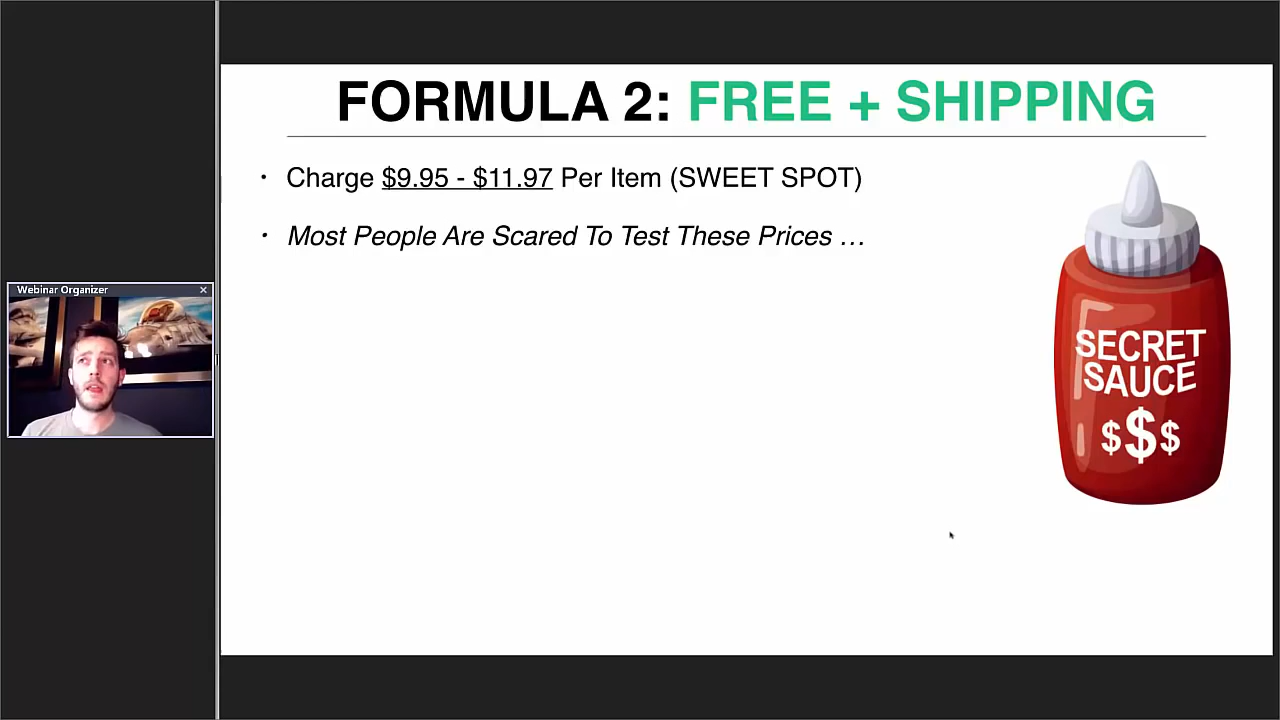 FORMULA 2: FREE + SHIPPING
• Charge $9.95 - $11.97 Per Item (SWEET SPOT)
• Most People Are Scared To Test These Prices …
Webinar Organizer
SECRET
SAUCE
$$$